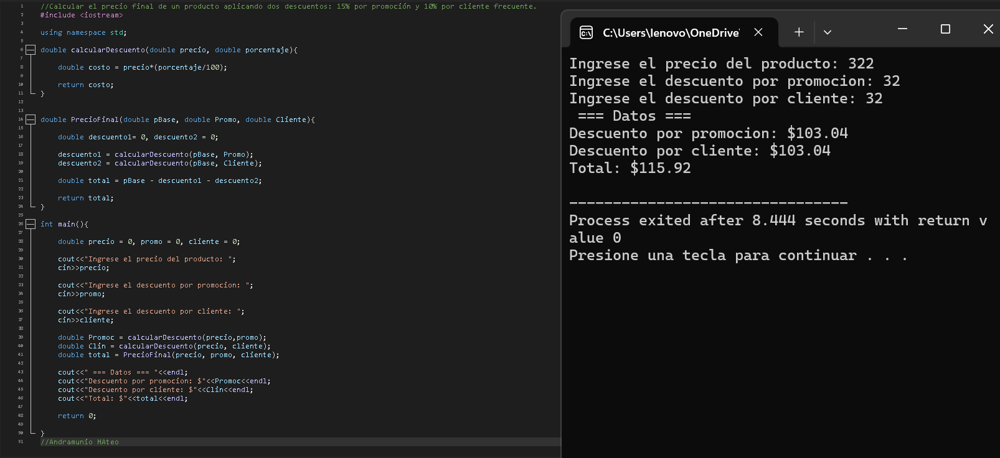 //Calcular el precio final de un producto aplicando dos descuentos: 15% por promoción y 10% por cliente frecuente.
#include <iostream>
using namespace std;
double calcularDescuento(double precio, double porcentaje){
double costo = precio*(porcentaje/100);
return costo;
}
double PrecioFinal(double pBase, double Promo, double Cliente){
double descuento1= 0, descuento2 = 0;
descuento1 = calcularDescuento(pBase, Promo);
descuento2 = calcularDescuento(pBase, Cliente);
double total = pBase - descuento1 - descuento2;
return total;
}
int main(){
double precio = 0, promo = 0, cliente = 0;
cout<<"Ingrese el precio del producto: ";
cin>>precio;
cout<<"Ingrese el descuento por promocion: ";
cin>>promo;
cout<<"Ingrese el descuento por cliente: ";
cin>>cliente;
double Promoc = calcularDescuento(precio,promo);
double Clin = calcularDescuento(precio, cliente);
double total = PrecioFinal(precio, promo, cliente);
cout<<" === Datos === "<<endl;
cout<<"Descuento por promocion: $"<<Promoc<<endl;
cout<<"Descuento por cliente: $"<<Clin<<endl;
cout<<"Total: $"<<total<<endl;
return 0;
}
//Andramunio MAteo
C:\Users\lenovo\OneDrive'
Ingrese el precio del producto: 322
Ingrese el descuento por promocion: 32
Ingrese el descuento por cliente: 32
=== Datos ===
Descuento por promocion: $103.04
Descuento por cliente: $103.04
Total: $115.92
--------------------------------
Process exited after 8.444 seconds with return v
alue 0
Presione una tecla para continuar . . .